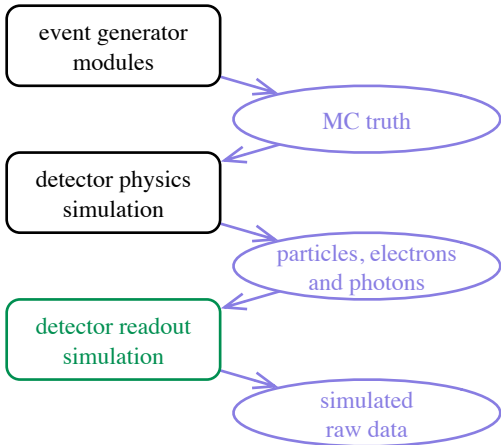 event generator
modules
MC truth
detector physics
simulation
particles, electrons
and photons
detector readout
simulation
simulated
raw data